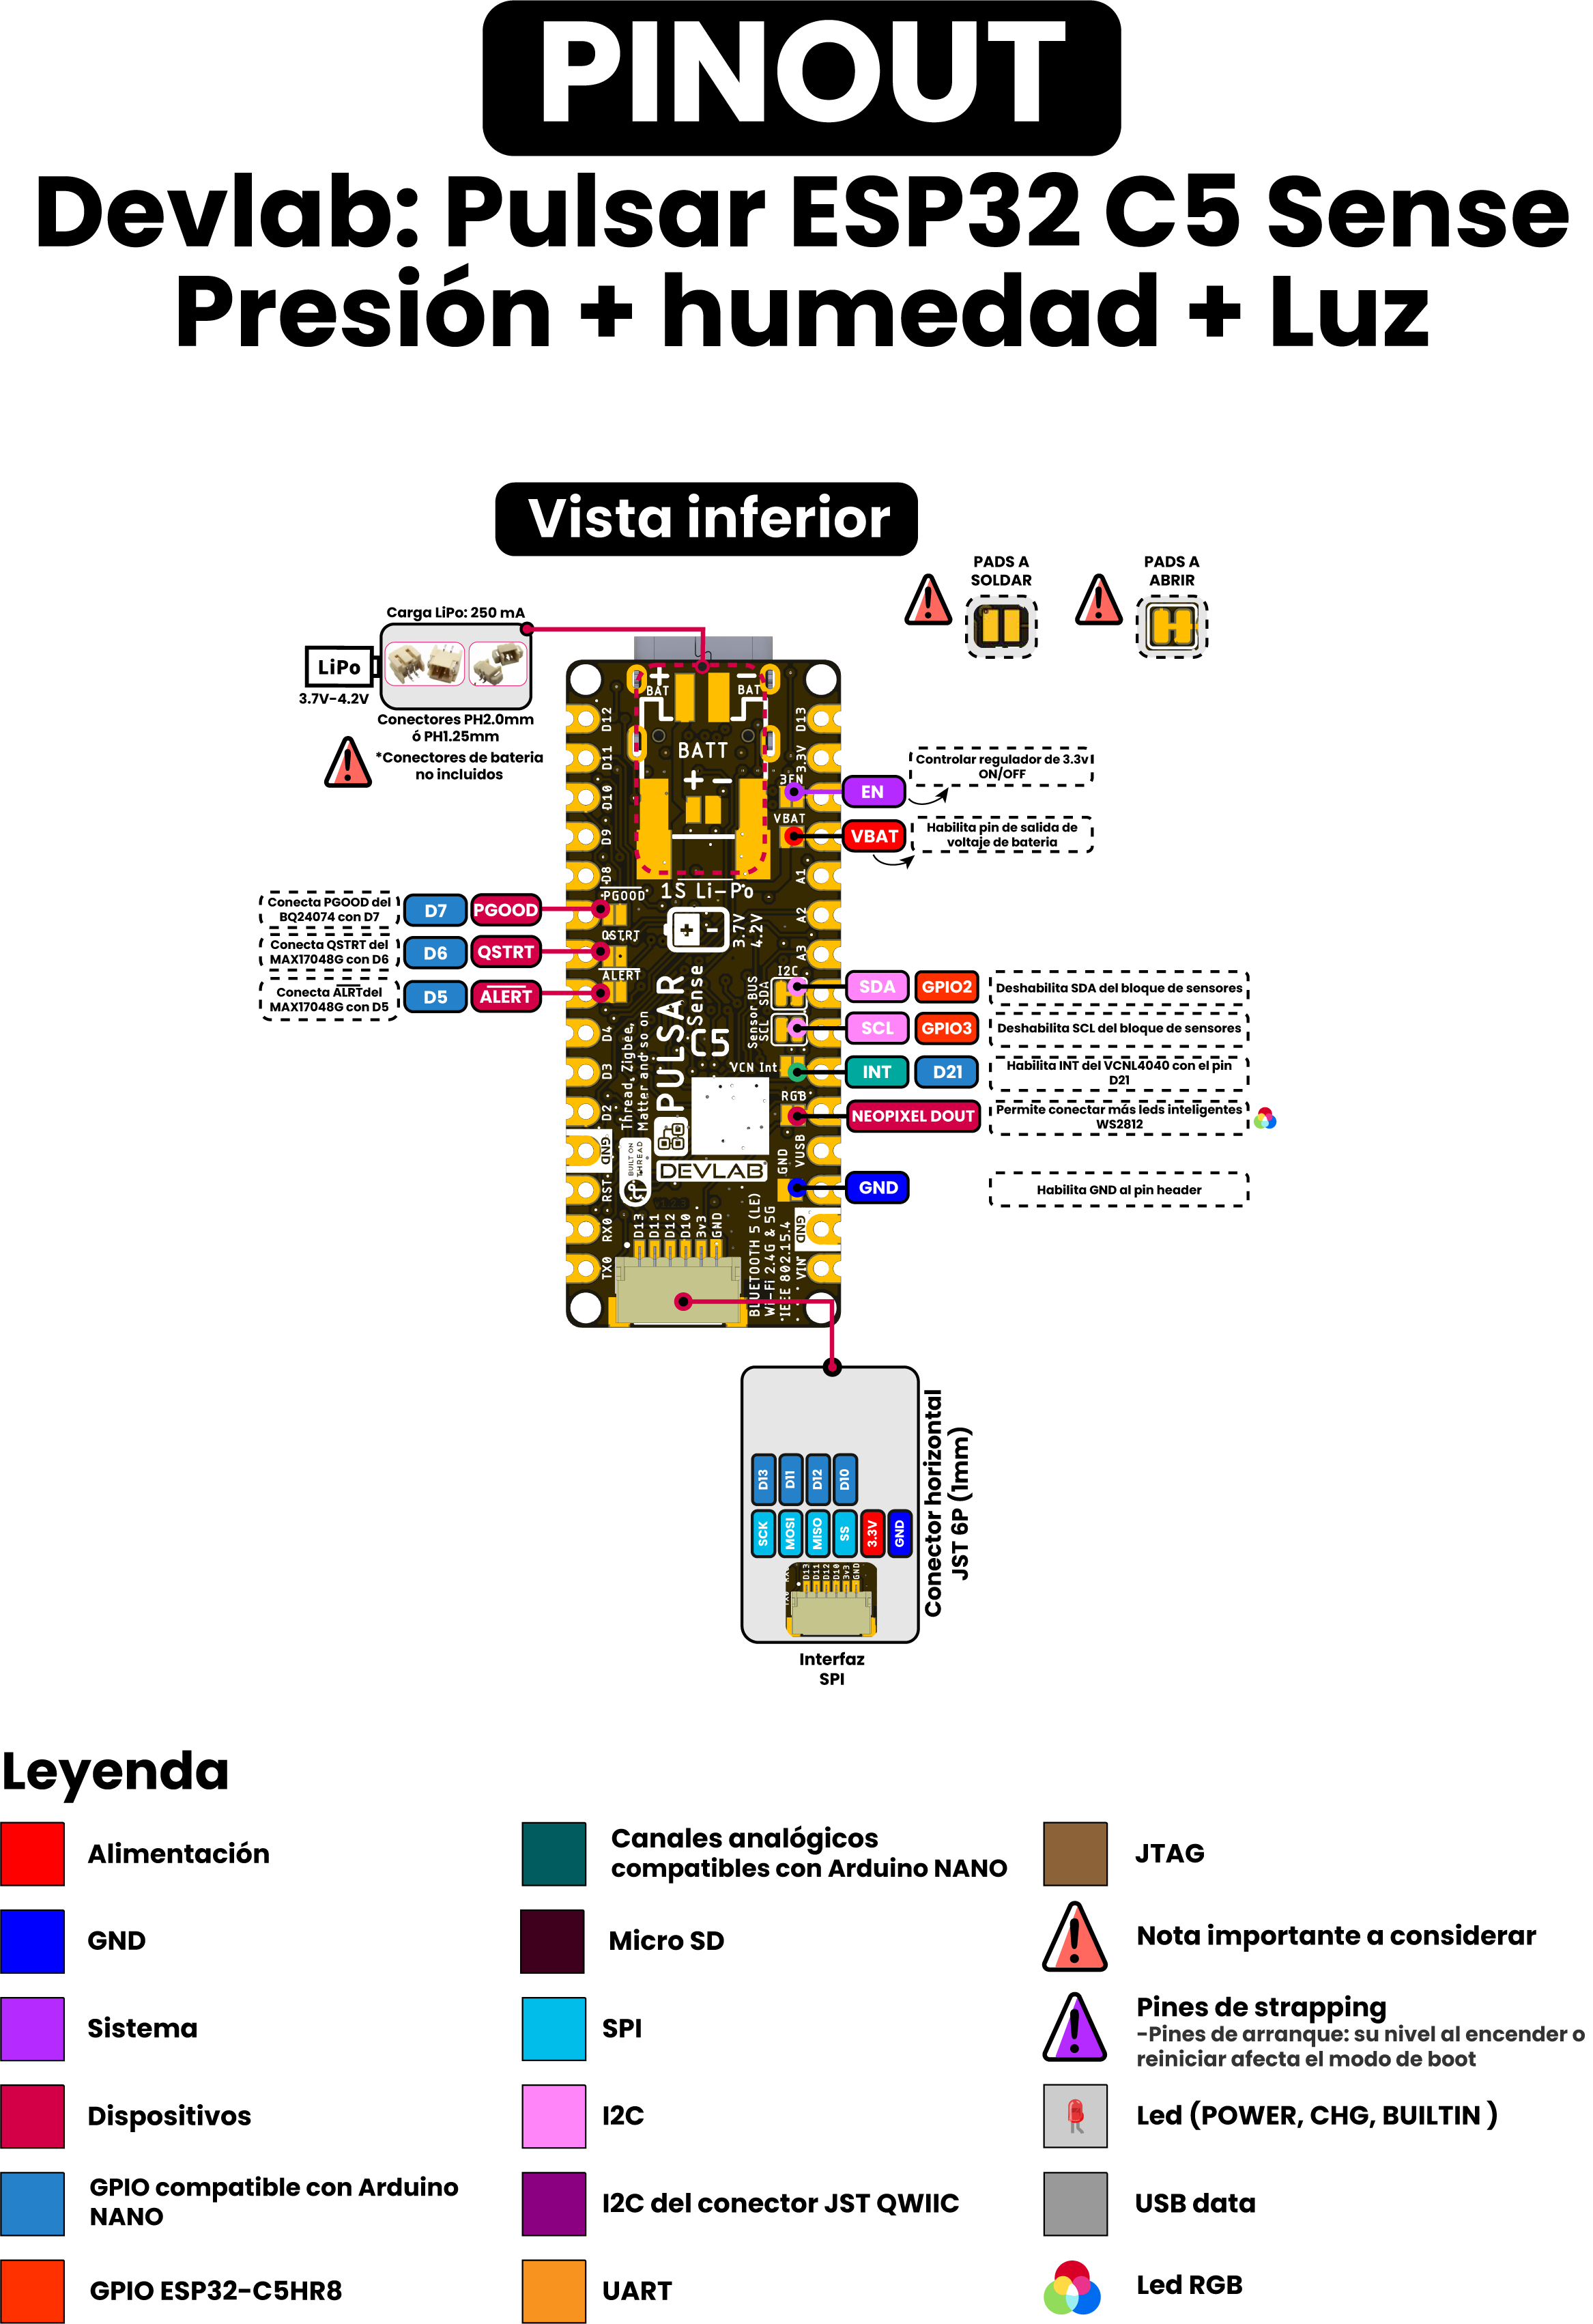 PINOUT
Devlab: Pulsar ESP32 C5 Sense
Presión + humedad + Luz
Vista inferior
PADS A
SOLDAR
PADS A
ABRIR
Carga LiPo: 250 mA
LiPo
3.7V-4.2V
Conectores PH2.0mm
ó PH1.25mm
*Conectores de bateria
no incluidos
+
BAT
-
BAT
BATT
+ -
D12
D11
D10
D9
D8
D4
D3
D2
GND
RST
RX0
TX0
D13
3.3V
A1
A2
A3
VUSB
GND
VIN
VBAT
PGOOD
QSTRT
ALERT
1S Li-Po
+ -
3.7V
4.2V
I2C
Sensor BUS
SCL SDA
VCN Int
RGB
GND
PULSAR
Sense
C5
Thread, Zigbee,
Matter and so on
BUILT ON
THREAD
DEVLAB
BLUETOOTH 5 (LE)
Wi-Fi 2.4G & 5G
IEEE 802.15.4
D13
D11
D12
D10
3v3
GND
EN
Controlar regulador de 3.3v
ON/OFF
VBAT
Habilita pin de salida de
voltaje de bateria
Conecta PGOOD del
BQ24074 con D7
D7
PGOOD
Conecta QSTRT del
MAX17048G con D6
D6
QSTRT
Conecta ALRTdel
MAX17048G con D5
D5
ALERT
SDA
GPIO2
Deshabilita SDA del bloque de sensores
SCL
GPIO3
Deshabilita SCL del bloque de sensores
INT
D21
Habilita INT del VCNL4040 con el pin
D21
NEOPIXEL DOUT
Permite conectar más leds inteligentes
WS2812
GND
Habilita GND al pin header
D13
D11
D12
D10
SCK
MOSI
MISO
SS
3.3V
GND
D13
D11
D12
D10
3v3
GND
Conector horizontal
JST 6P (1mm)
Interfaz
SPI
Leyenda
Alimentación
GND
Sistema
Dispositivos
GPIO compatible con Arduino
NANO
GPIO ESP32-C5HR8
Canales analógicos
compatibles con Arduino NANO
Micro SD
SPI
I2C
I2C del conector JST QWIIC
UART
JTAG
Nota importante a considerar
Pines de strapping
-Pines de arranque: su nivel al encender o
reiniciar afecta el modo de boot
Led (POWER, CHG, BUILTIN )
USB data
Led RGB